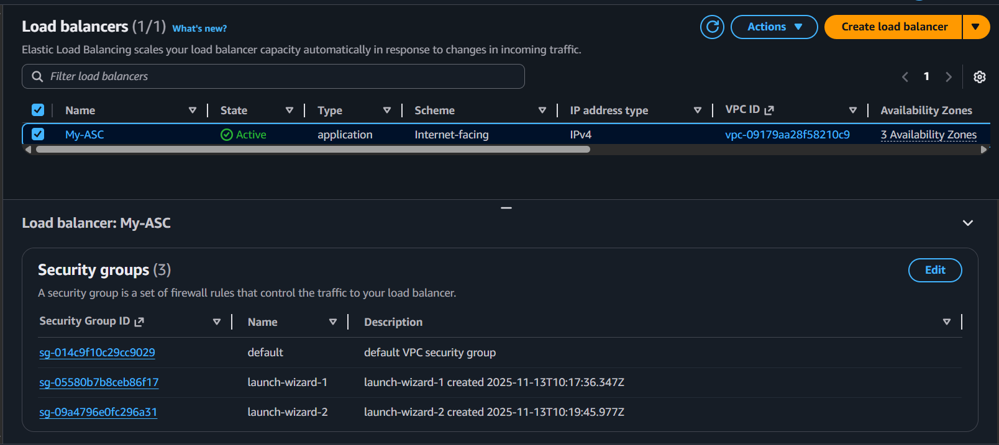 Load balancers (1/1) What's new?
Actions
Create load balancer
Elastic Load Balancing scales your load balancer capacity automatically in response to changes in incoming traffic.
Filter load balancers
1
Name State Type Scheme IP address type VPC ID Availability Zones
My-ASC Active application Internet-facing IPv4 vpc-09179aa28f58210c9 3 Availability Zones
Load balancer: My-ASC
Security groups (3)
Edit
A security group is a set of firewall rules that control the traffic to your load balancer.
Security Group ID Name Description
sg-014c9f10c29cc9029 default default VPC security group
sg-05580b7b8ceb86f17 launch-wizard-1 launch-wizard-1 created 2025-11-13T10:17:36.347Z
sg-09a4796e0fc296a31 launch-wizard-2 launch-wizard-2 created 2025-11-13T10:19:45.977Z